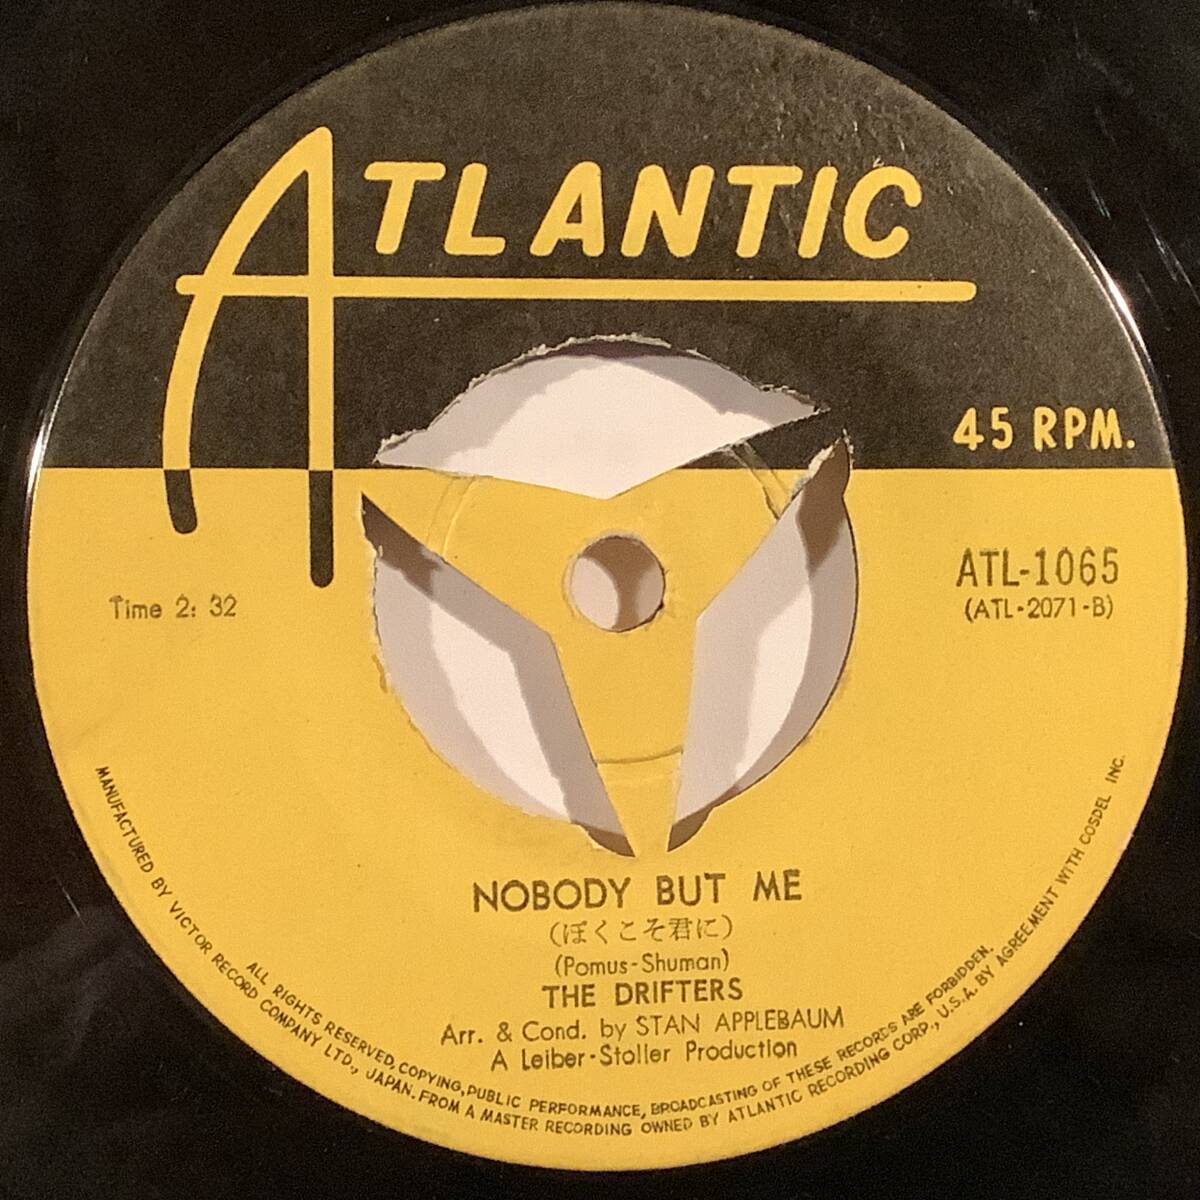 ATLANTIC
45 RPM.
ATL-1065
(ATL-2071-B)
Time 2:32
NOBODY BUT ME
(ぼくこそ君に)
(Pomus-Shuman)
THE DRIFTERS
Arr. & Cond. by STAN APPLEBAUM
A Leiber-Stoller Production
ALL RIGHTS RESERVED, COPYING, PUBLIC PERFORMANCE, BROADCASTING OF THESE RECORDS ARE FORBIDDEN.
MANUFACTURED BY VICTOR RECORD COMPANY LTD., JAPAN. FROM A MASTER RECORDING OWNED BY ATLANTIC RECORDING CORP., U.S.A. BY AGREEMENT WITH COSDEL INC.